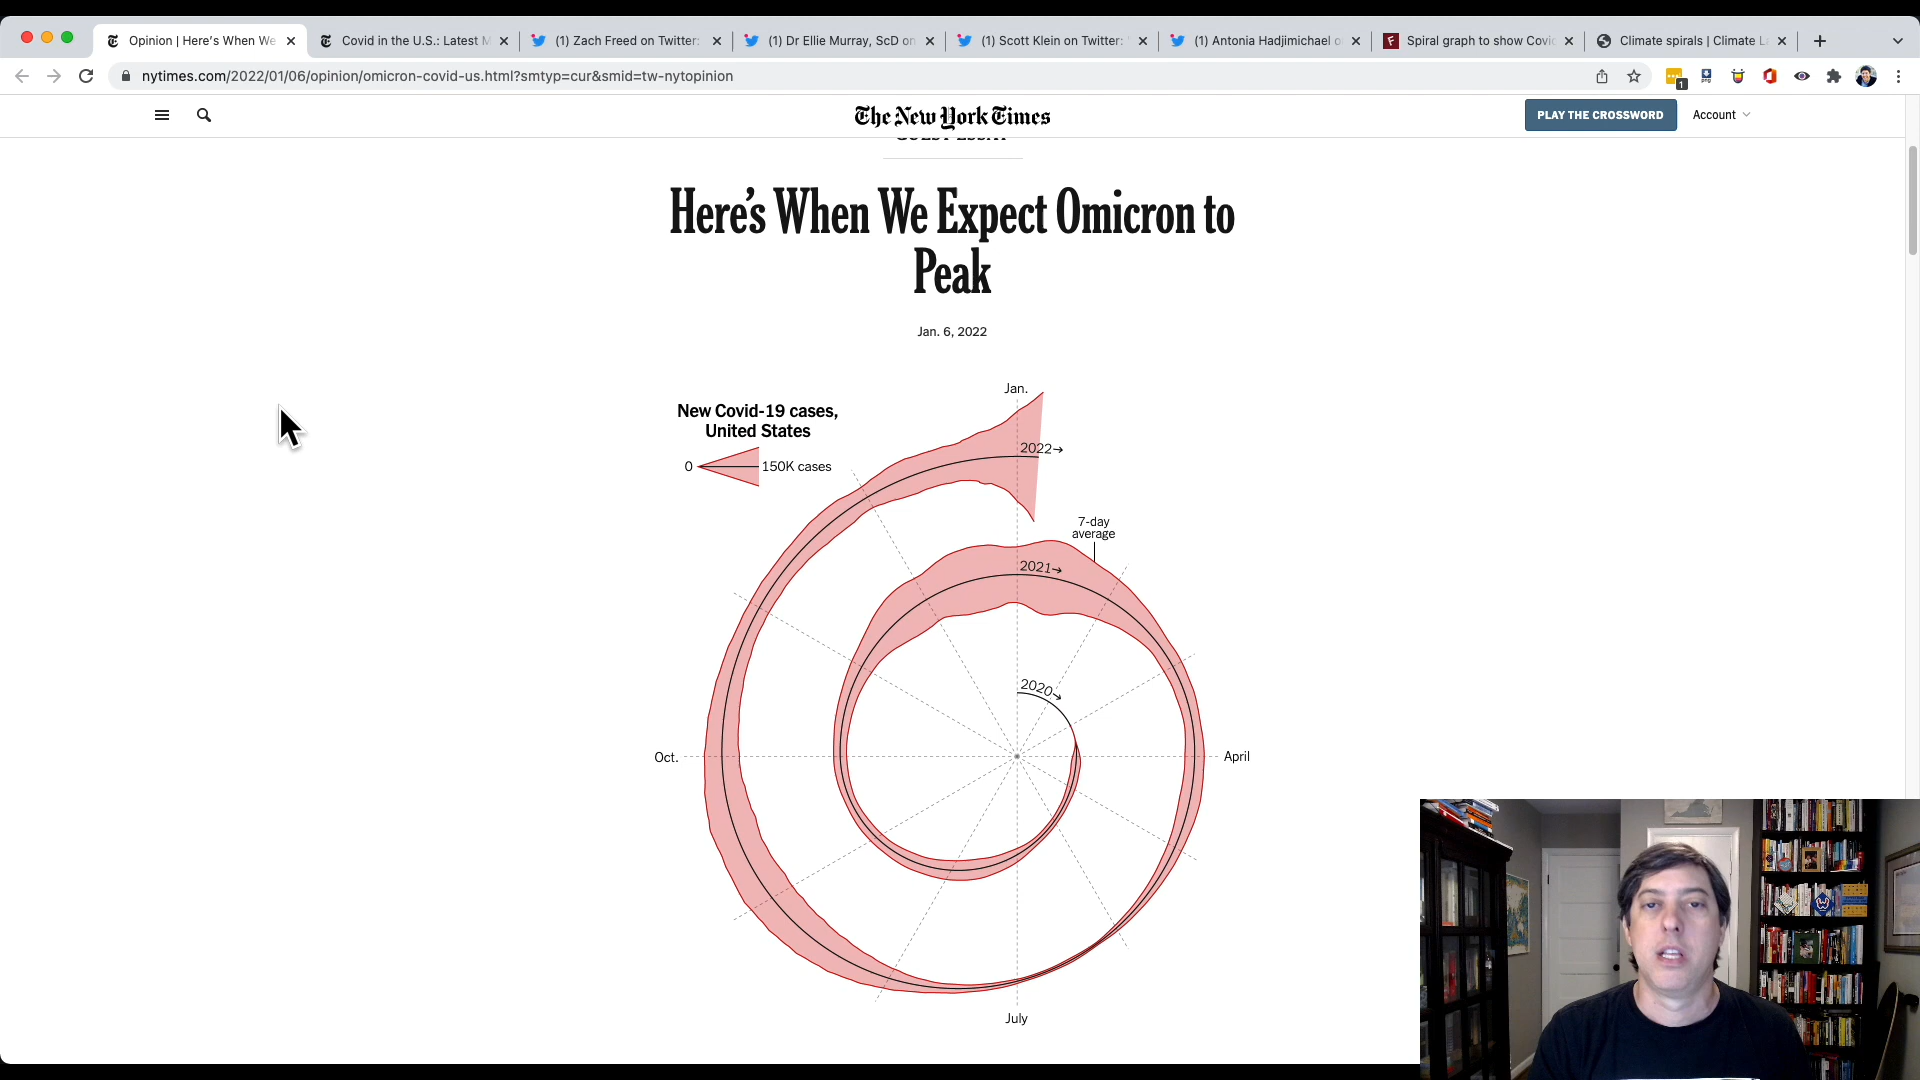 Opinion | Here's When We
Covid in the U.S.: Latest M
(1) Zach Freed on Twitter:
(1) Dr Ellie Murray, ScD on
(1) Scott Klein on Twitter:
(1) Antonia Hadjimichael o
Spiral graph to show Covi
Climate spirals | Climate L
nytimes.com/2022/01/06/opinion/omicron-covid-us.html?smtyp=cur&smid=tw-nytopinion
1
The New York Times
PLAY THE CROSSWORD
Account
GUEST ESSAY
Here's When We Expect Omicron to
Peak
Jan. 6, 2022
Jan.
New Covid-19 cases,
United States
0
150K cases
2022→
7-day
average
2021→
2020→
Oct.
April
July